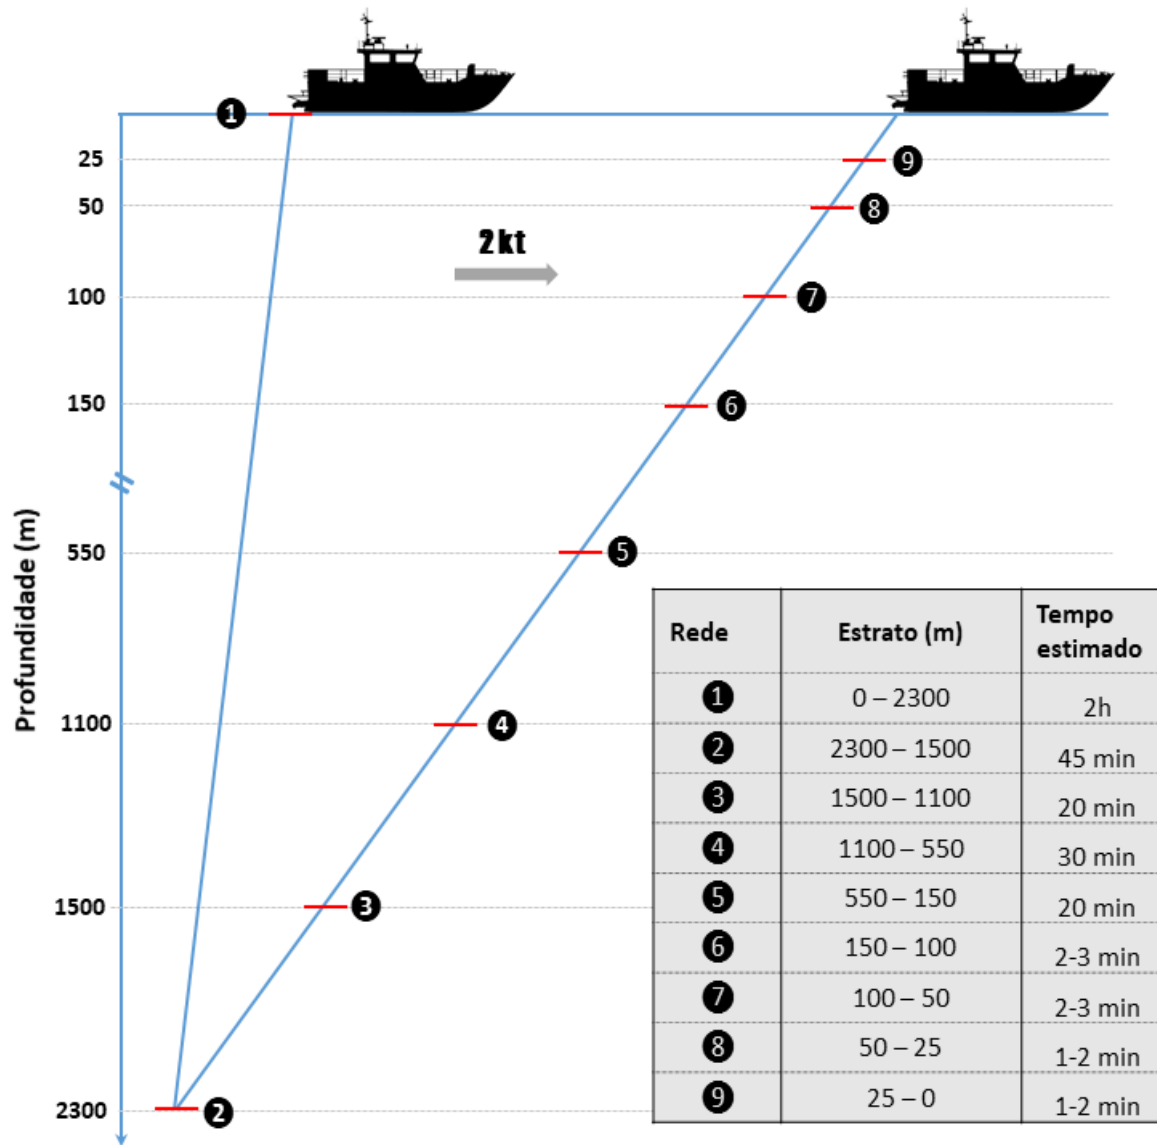 1
25
9
50
8
2 kt
100
7
150
6
Profundidade (m)
550
5
1100
4
1500
3
2300
2
Rede Estrato (m) Tempo estimado
1 0 – 2300 2h
2 2300 – 1500 45 min
3 1500 – 1100 20 min
4 1100 – 550 30 min
5 550 – 150 20 min
6 150 – 100 2-3 min
7 100 – 50 2-3 min
8 50 – 25 1-2 min
9 25 – 0 1-2 min